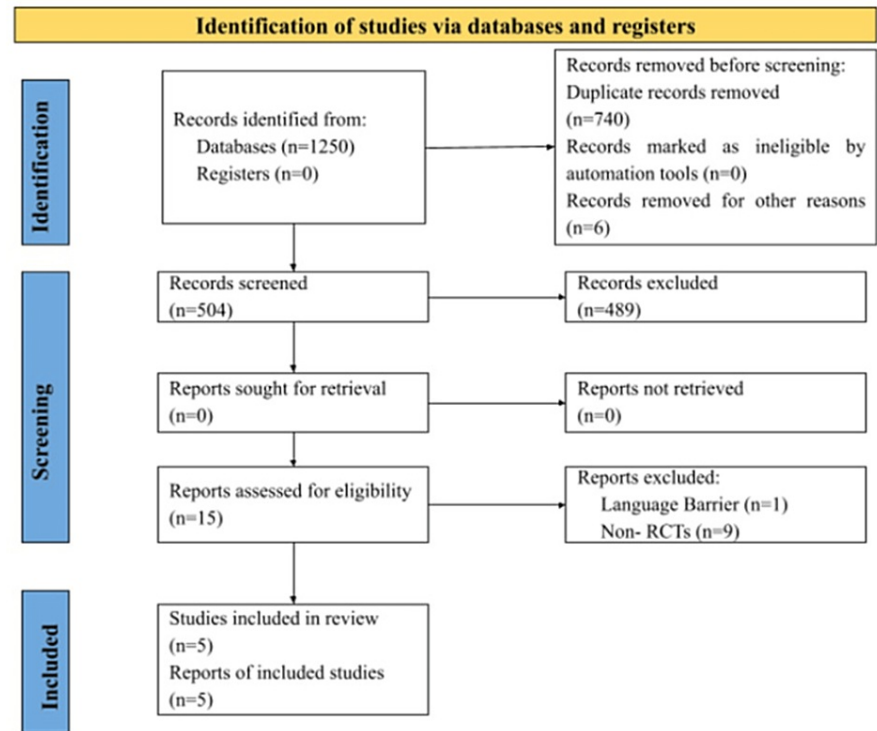 Identification of studies via databases and registers
Identification
Records identified from:
Databases (n=1250)
Registers (n=0)
Records removed before screening:
Duplicate records removed
(n=740)
Records marked as ineligible by
automation tools (n=0)
Records removed for other reasons
(n=6)
Screening
Records screened
(n=504)
Records excluded
(n=489)
Reports sought for retrieval
(n=0)
Reports not retrieved
(n=0)
Reports assessed for eligibility
(n=15)
Reports excluded:
Language Barrier (n=1)
Non- RCTs (n=9)
Included
Studies included in review
(n=5)
Reports of included studies
(n=5)